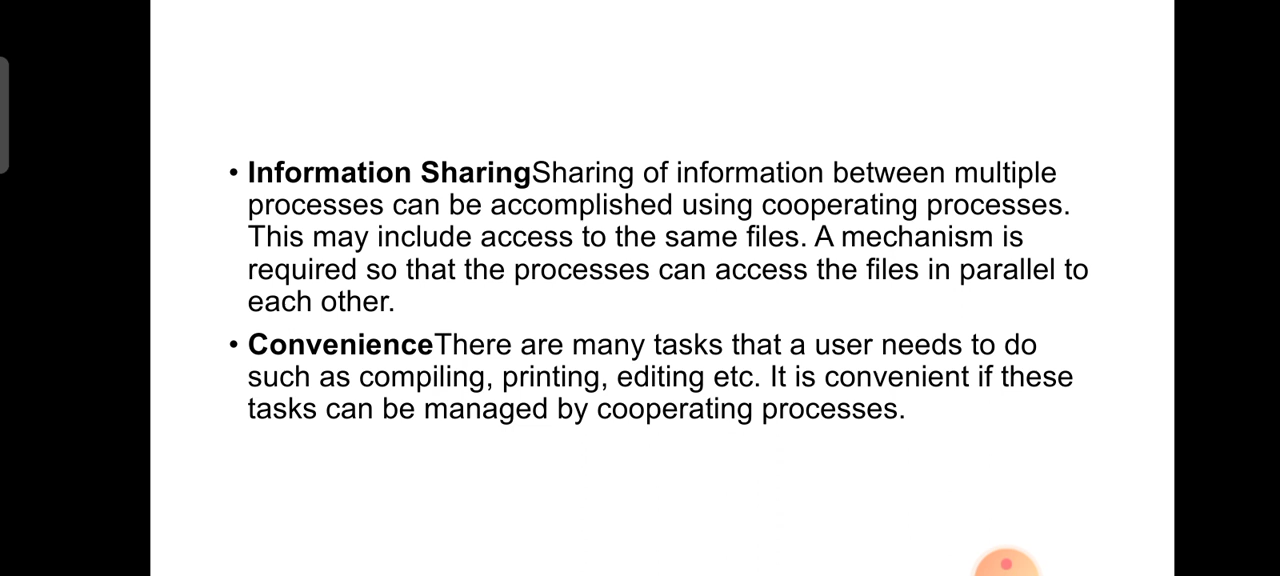 • Information SharingSharing of information between multiple
processes can be accomplished using cooperating processes.
This may include access to the same files. A mechanism is
required so that the processes can access the files in parallel to
each other.
• ConvenienceThere are many tasks that a user needs to do
such as compiling, printing, editing etc. It is convenient if these
tasks can be managed by cooperating processes.